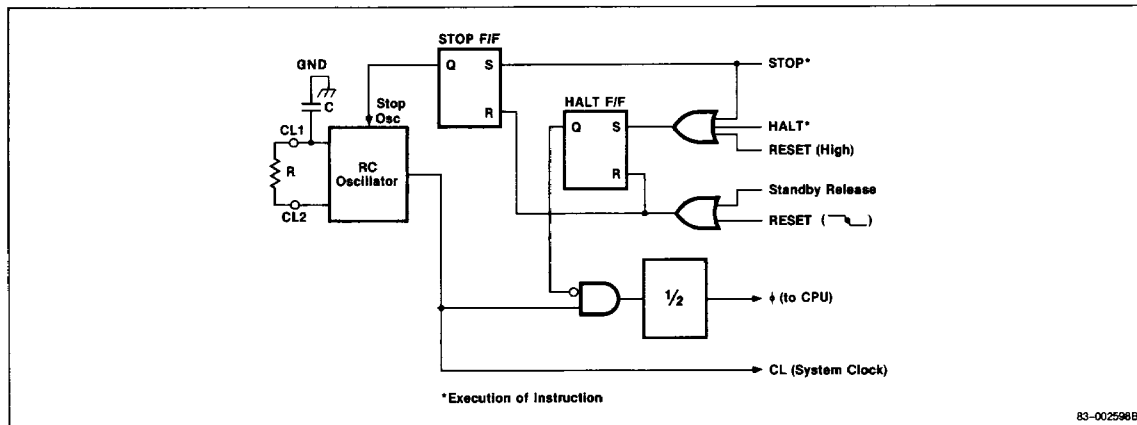 STOP F/F
GND
Q S
STOP*
C
Stop
Osc
R
HALT F/F
CL1
Q S
HALT*
RESET (High)
R
RC
Oscillator
R
Standby Release
CL2
RESET ( )
1/2
ϕ (to CPU)
CL (System Clock)
*Execution of Instruction
83-002598B